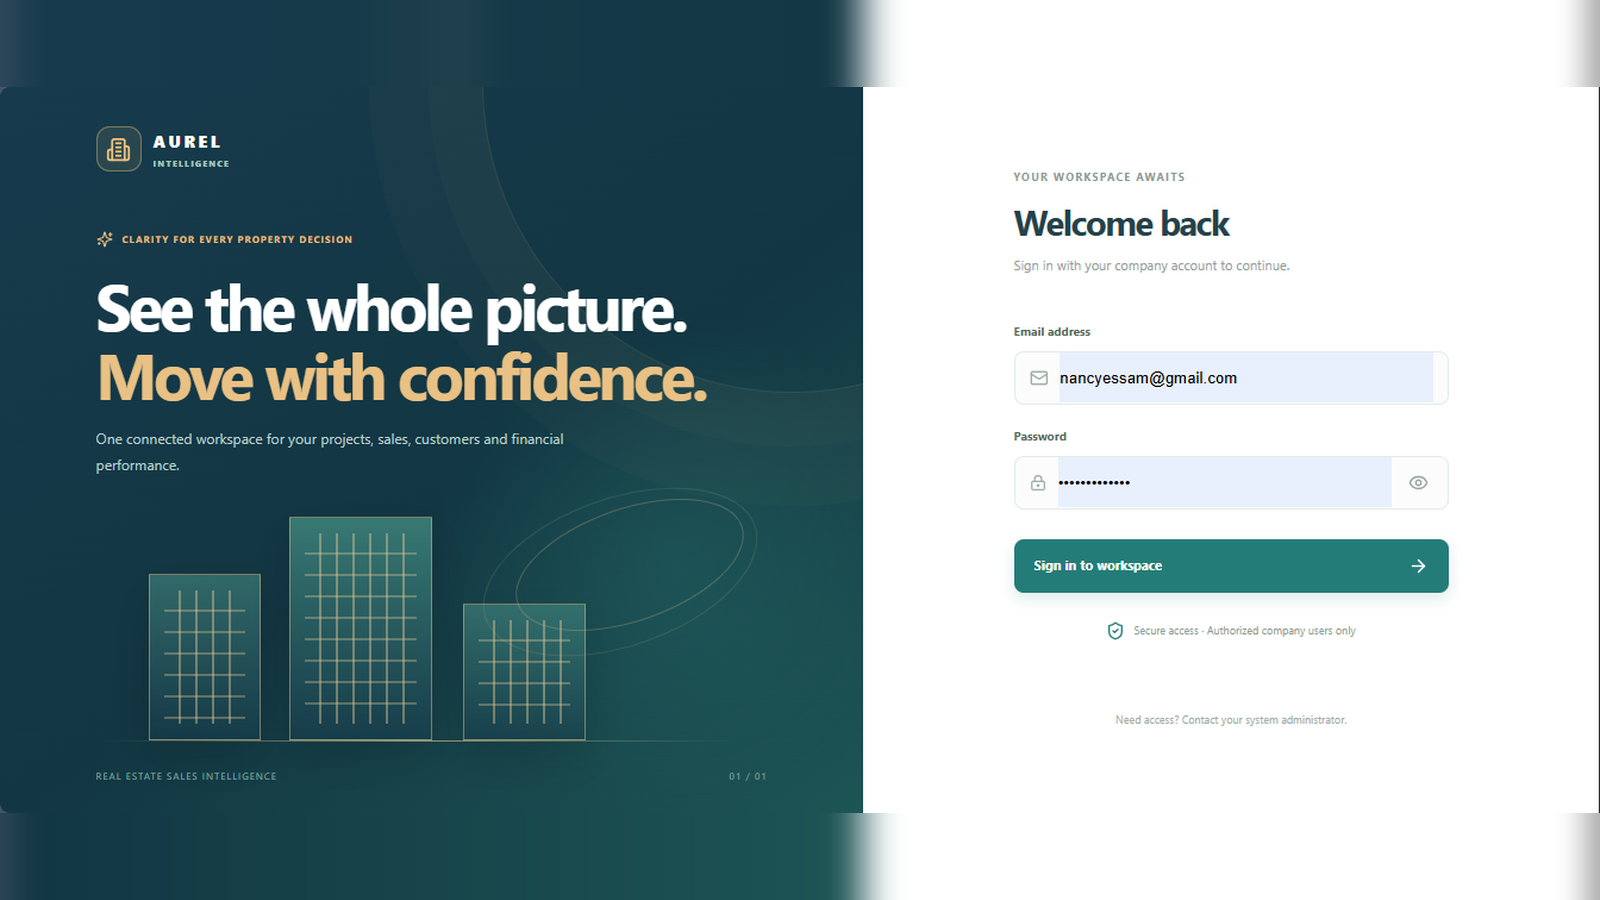 AUREL
INTELLIGENCE
CLARITY FOR EVERY PROPERTY DECISION
See the whole picture.
Move with confidence.
One connected workspace for your projects, sales, customers and financial
performance.
REAL ESTATE SALES INTELLIGENCE
01 / 01
YOUR WORKSPACE AWAITS
Welcome back
Sign in with your company account to continue.
Email address
nancyessam@gmail.com
Password
•••••••••••••
Sign in to workspace
Secure access · Authorized company users only
Need access? Contact your system administrator.